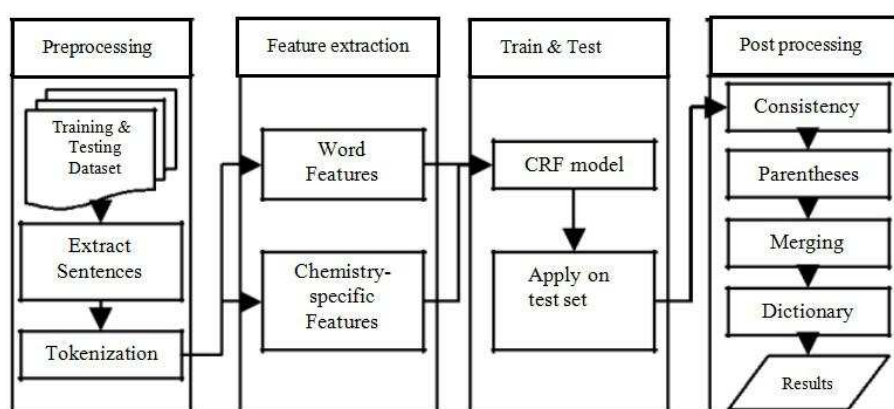 Preprocessing
Training &
Testing
Dataset
Extract
Sentences
Tokenization
Feature extraction
Word
Features
Chemistry-
specific
Features
Train & Test
CRF model
Apply on
test set
Post processing
Consistency
Parentheses
Merging
Dictionary
Results